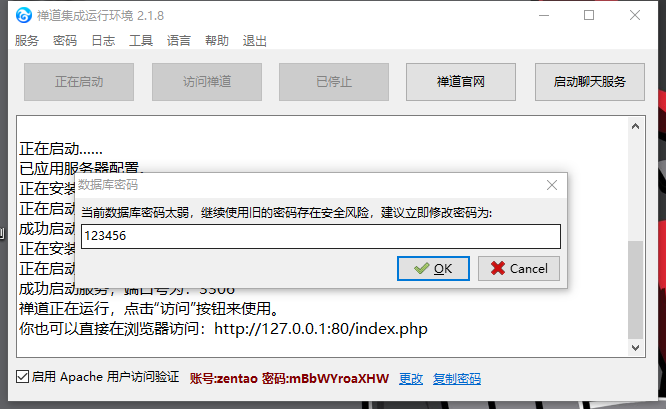 禅道集成运行环境 2.1.8
服务 密码 日志 工具 语言 帮助 退出
正在启动 访问禅道 已停止 禅道官网 启动聊天服务
正在启动......
已应用服务器配置。
正在安装
数据库密码
正在启动
当前数据库密码太弱，继续使用旧的密码存在安全风险，建议立即修改密码为:
成功启动
123456
正在安装
正在启动
OK Cancel
成功启动服务，端口号为：3306
禅道正在运行，点击“访问”按钮来使用。
你也可以直接在浏览器访问：http://127.0.0.1:80/index.php
启用 Apache 用户访问验证 账号:zentao 密码:mBbWYroaXHW 更改 复制密码